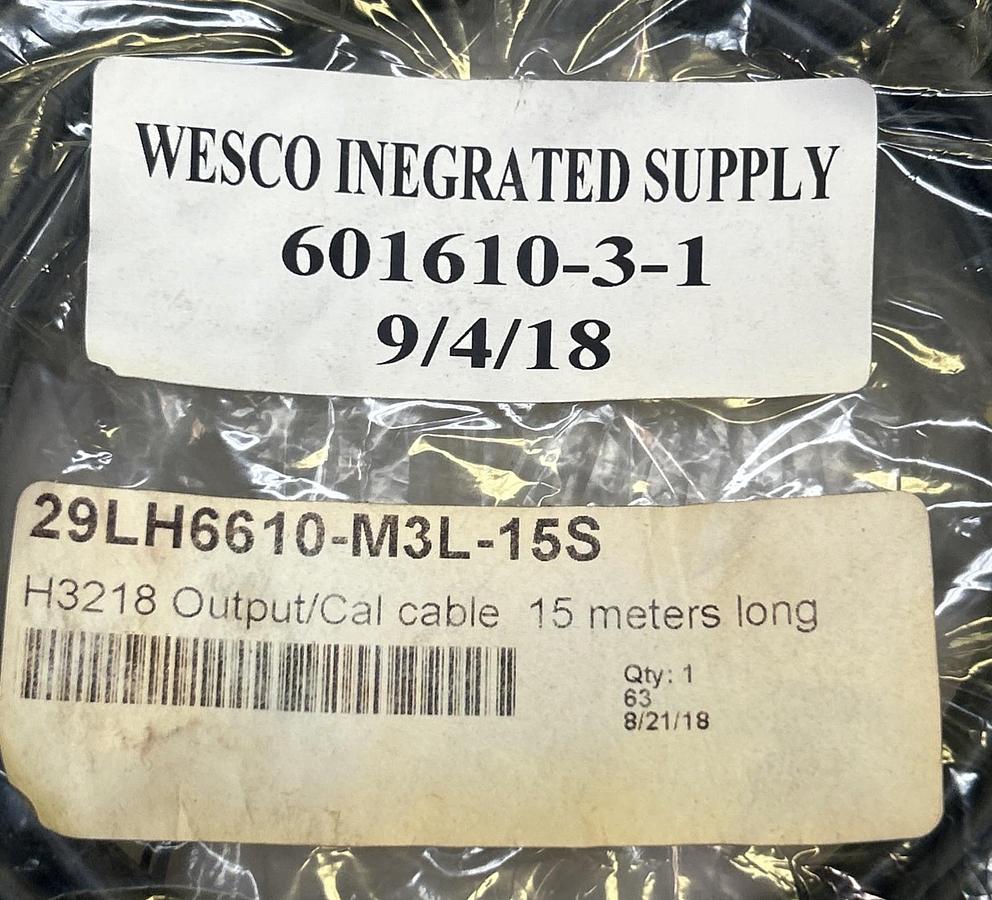 WESCO INEGRATED SUPPLY
601610-3-1
9/4/18
29LH6610-M3L-15S
H3218 Output/Cal cable 15 meters long
Qty: 1
63
8/21/18